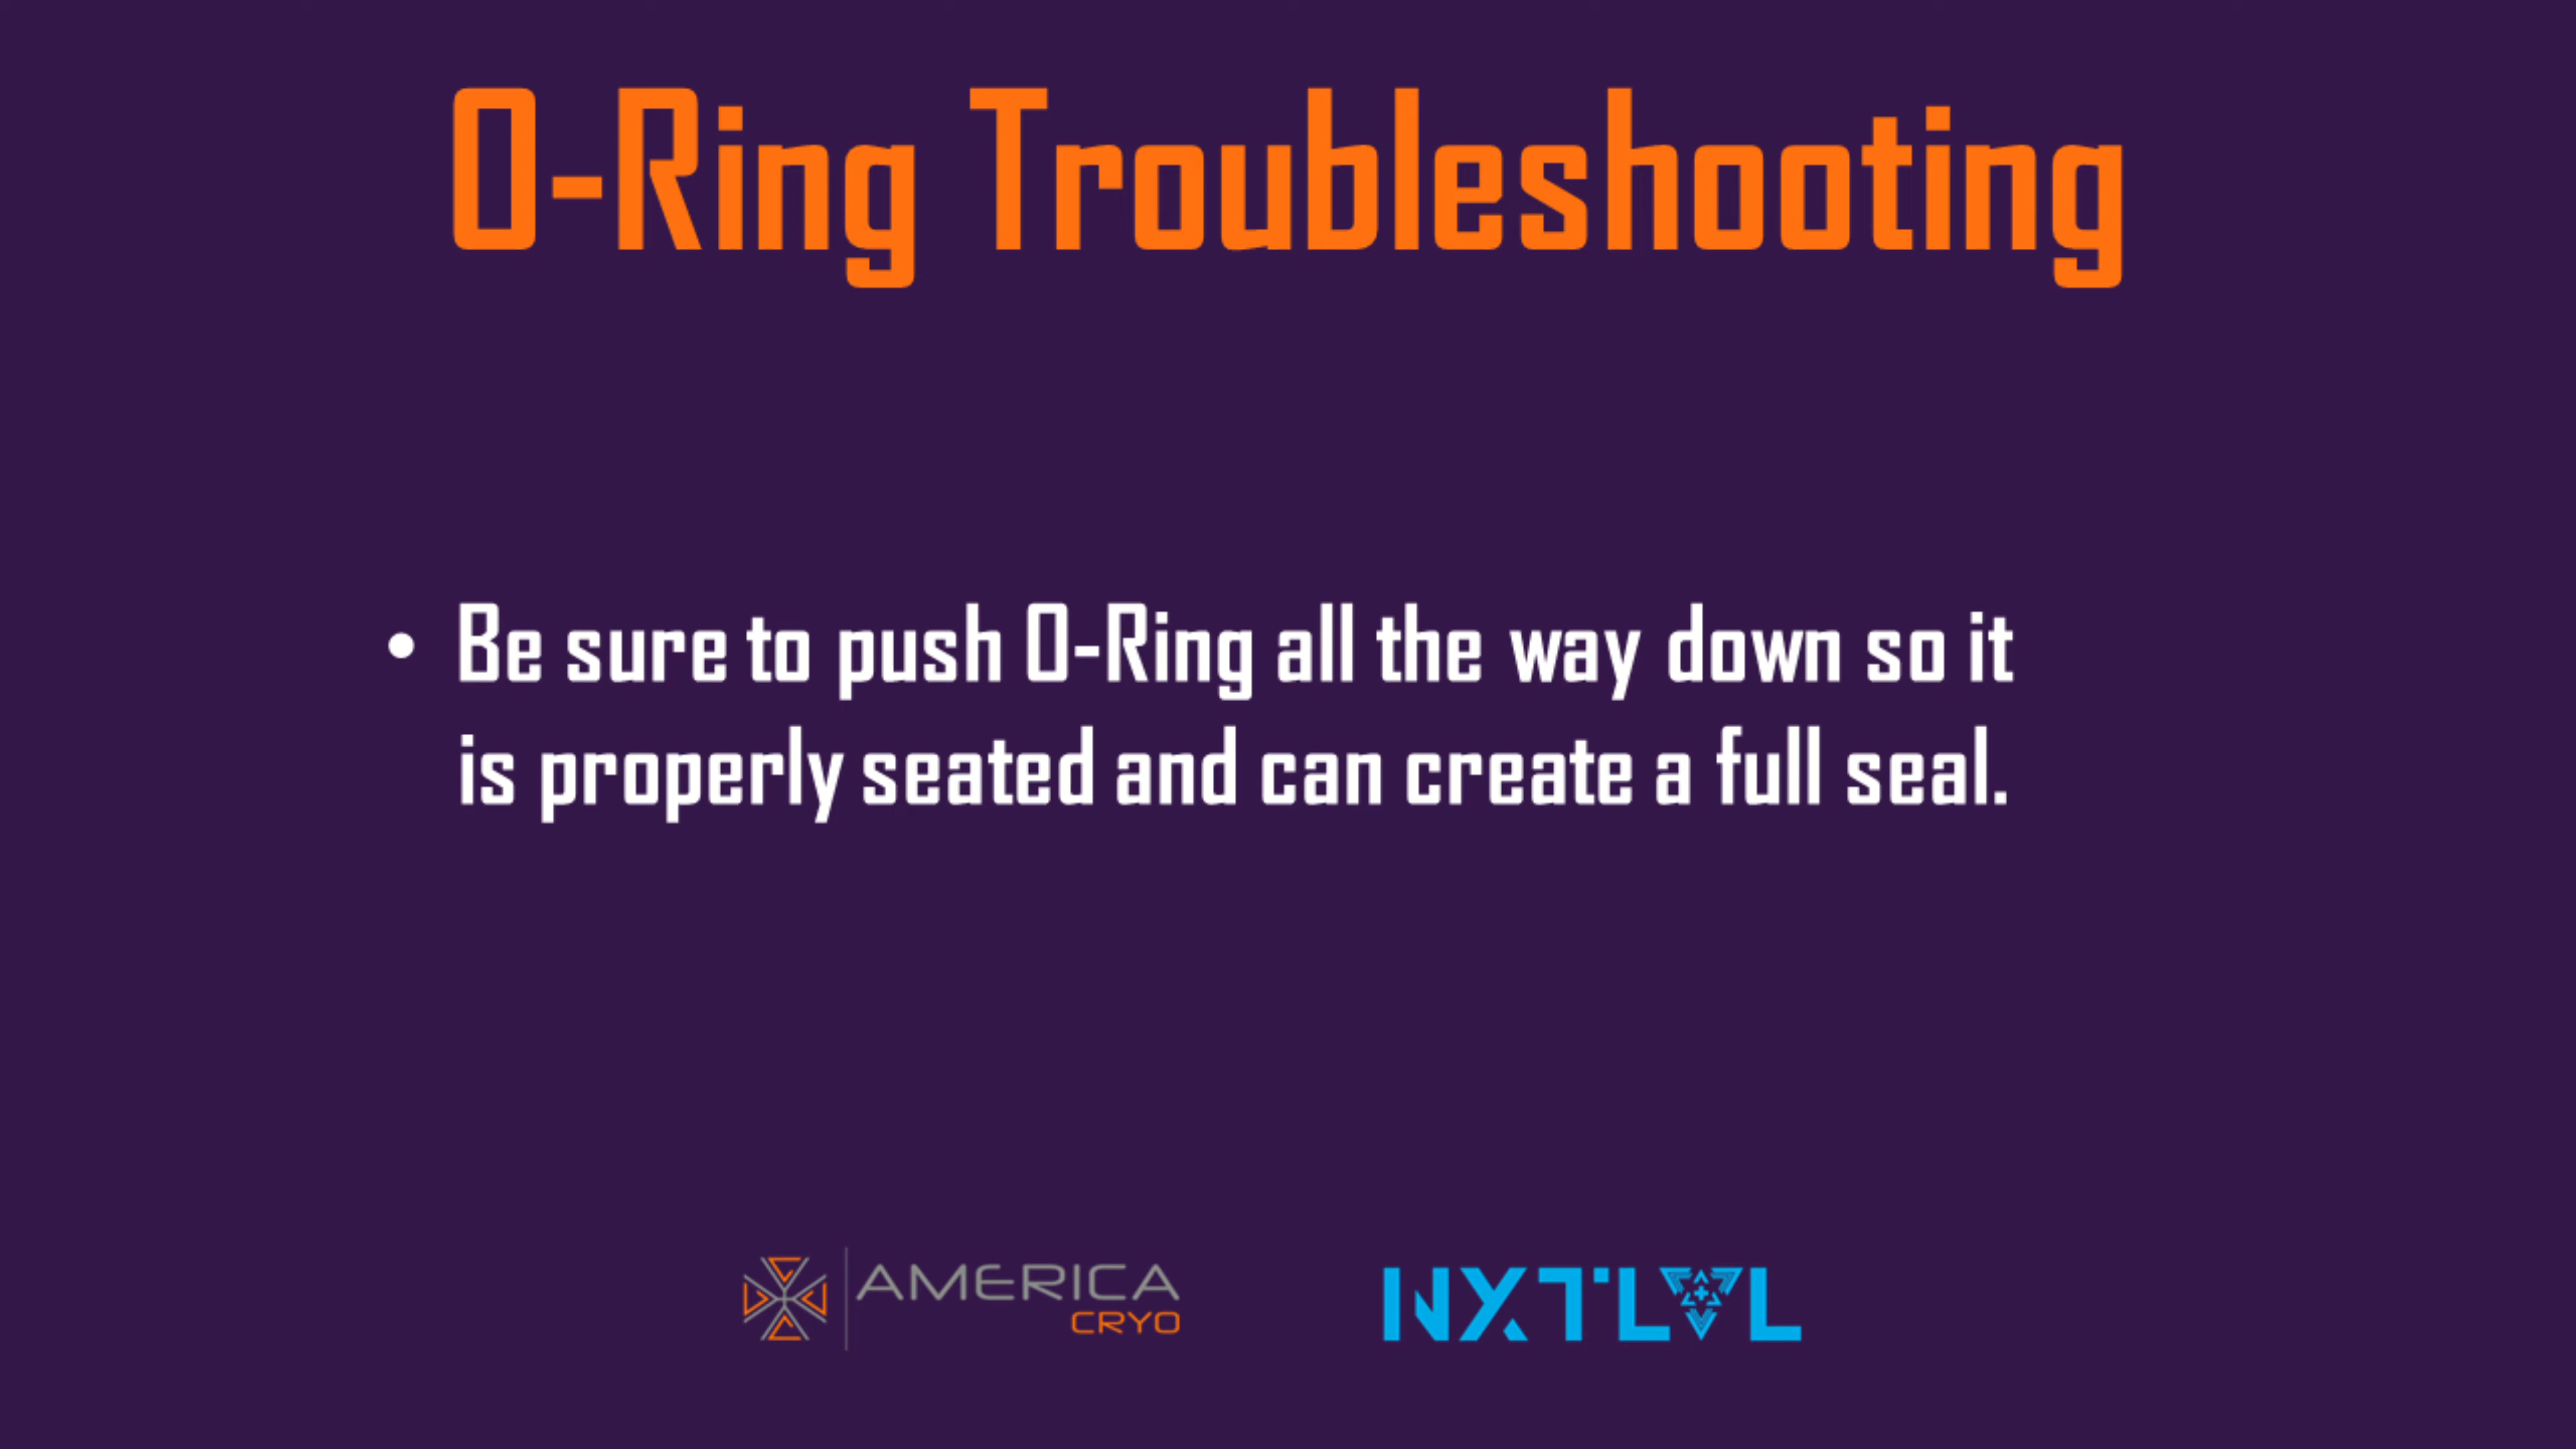 O-Ring Troubleshooting
• Be sure to push O-Ring all the way down so it
is properly seated and can create a full seal.
AMERICA
CRYO
NXTLVL